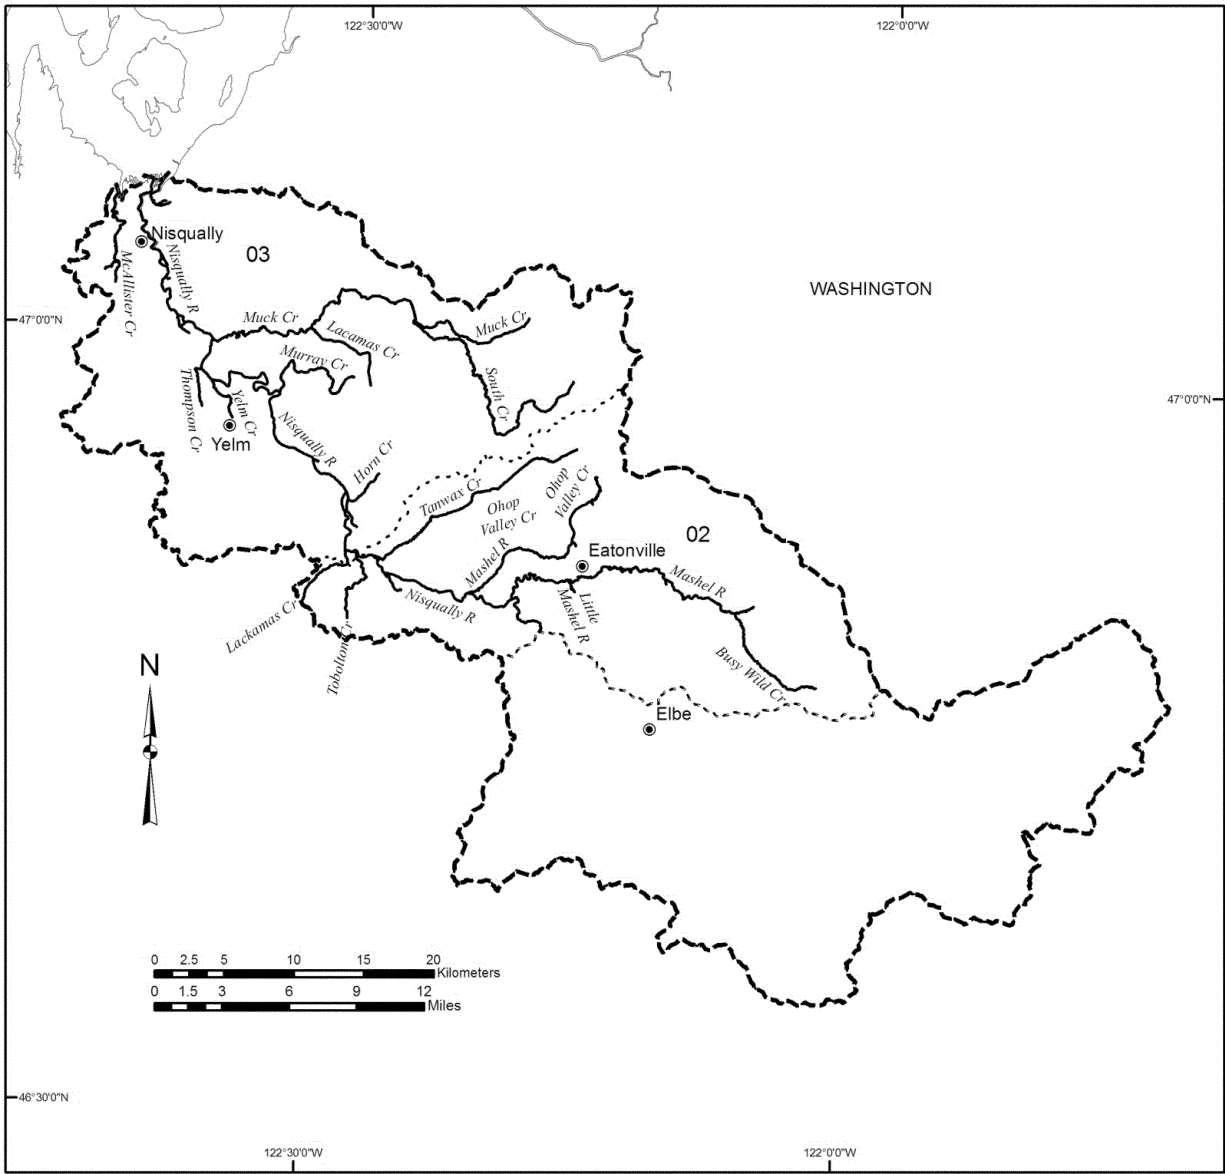 122°30'0"W
122°0'0"W
Nisqually
03
Nisqually R
McAllister Cr
WASHINGTON
47°0'0"N
Muck Cr
Muck Cr
Lacamas Cr
Murray Cr
Thompson Cr
Yelm Cr
South Cr
47°0'0"N
Yelm
Nisqually R
Horn Cr
Tanwax Cr
Ohop
Valley Cr
Ohop
Valley Cr
02
Eatonville
Mashel R
Mashel R
Nisqually R
Little
Mashel R
Lackamas Cr
Tobolton Cr
Busy Wild Cr
N
Elbe
0 2.5 5 10 15 20
Kilometers
0 1.5 3 6 9 12
Miles
46°30'0"N
122°30'0"W
122°0'0"W